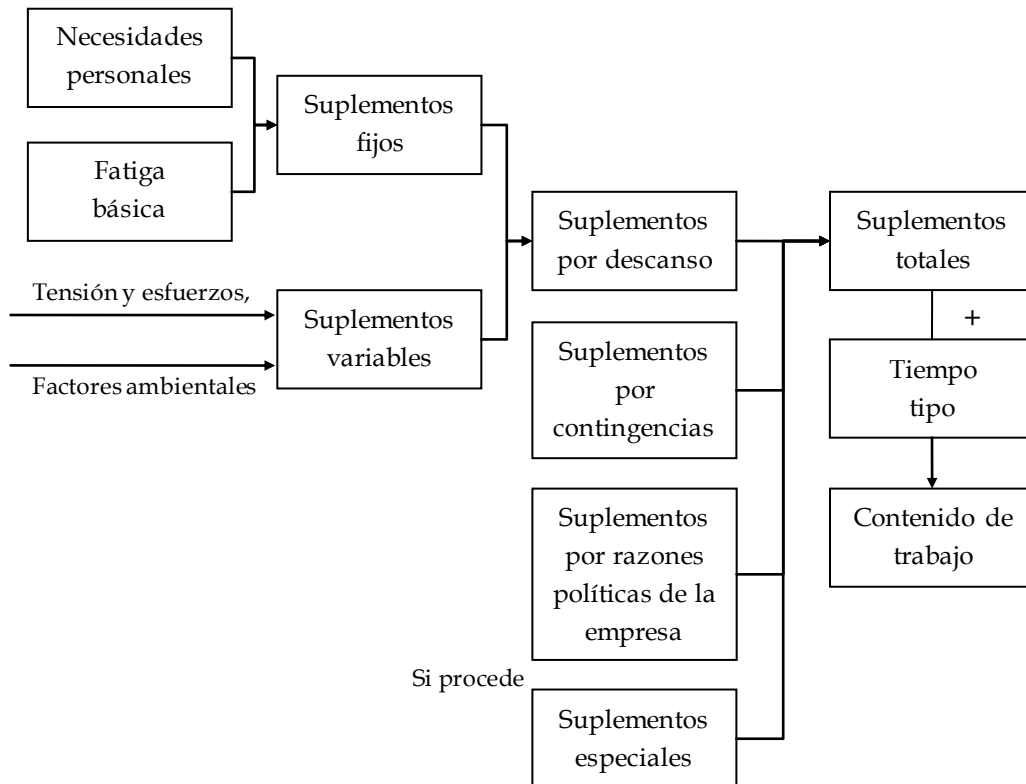 Necesidades
personales
Fatiga
básica
Tensión y esfuerzos,
Factores ambientales
Suplementos
fijos
Suplementos
variables
Suplementos
por descanso
Suplementos
por
contingencias
Suplementos
por razones
políticas de la
empresa
Si procede
Suplementos
especiales
Suplementos
totales
+
Tiempo
tipo
Contenido de
trabajo